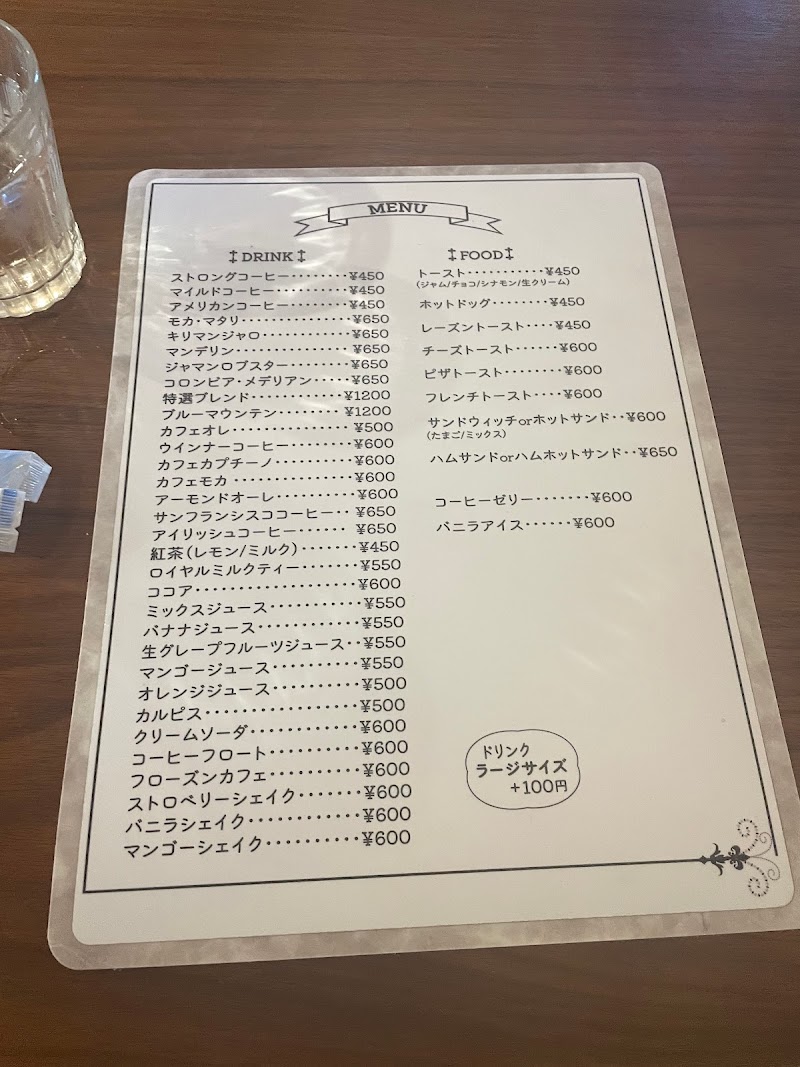 MENU
DRINK
ストロングコーヒー········¥450
マイルドコーヒー··········¥450
アメリカンコーヒー········¥450
モカ・マタリ···············¥650
キリマンジャロ············¥650
マンデリン················¥650
ジャマンロブスター········¥650
コロンビア・メデリアン·····¥650
特選ブレンド············¥1200
ブルーマウンテン········¥1200
カフェオレ················¥500
ウインナーコーヒー········¥600
カフェカプチーノ··········¥600
カフェモカ···············¥600
アーモンドオーレ··········¥600
サンフランシスココーヒー··¥650
アイリッシュコーヒー······¥650
紅茶(レモン/ミルク)·······¥450
ロイヤルミルクティー·······¥550
ココア···················¥600
ミックスジュース···········¥550
バナナジュース············¥550
生グレープフルーツジュース··¥550
マンゴージュース··········¥550
オレンジジュース··········¥500
カルピス·················¥500
クリームソーダ············¥600
コーヒーフロート··········¥600
フローズンカフェ··········¥600
ストロベリーシェイク·······¥600
バニラシェイク············¥600
マンゴーシェイク··········¥600
FOOD
トースト···········¥450
(ジャム/チョコ/シナモン/生クリーム)
ホットドッグ········¥450
レーズントースト····¥450
チーズトースト······¥600
ピザトースト········¥600
フレンチトースト····¥600
サンドウィッチorホットサンド··¥600
(たまご/ミックス)
ハムサンドorハムホットサンド··¥650
コーヒーゼリー·······¥600
バニラアイス······¥600
ドリンク
ラージサイズ
+100円